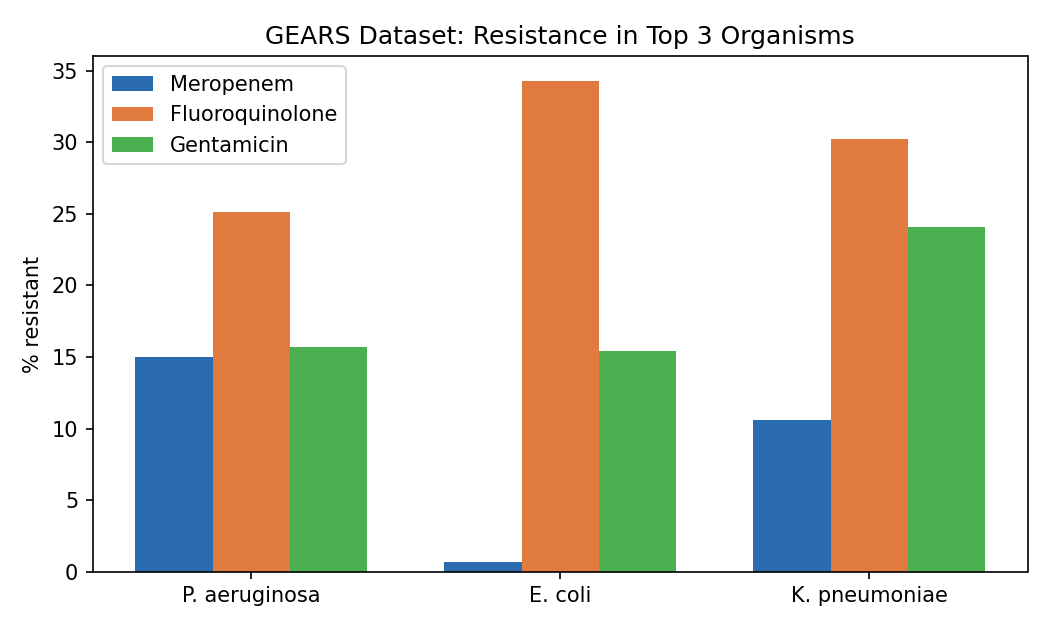 GEARS Dataset: Resistance in Top 3 Organisms
Meropenem
Fluoroquinolone
Gentamicin
% resistant
35
30
25
20
15
10
5
0
P. aeruginosa
E. coli
K. pneumoniae